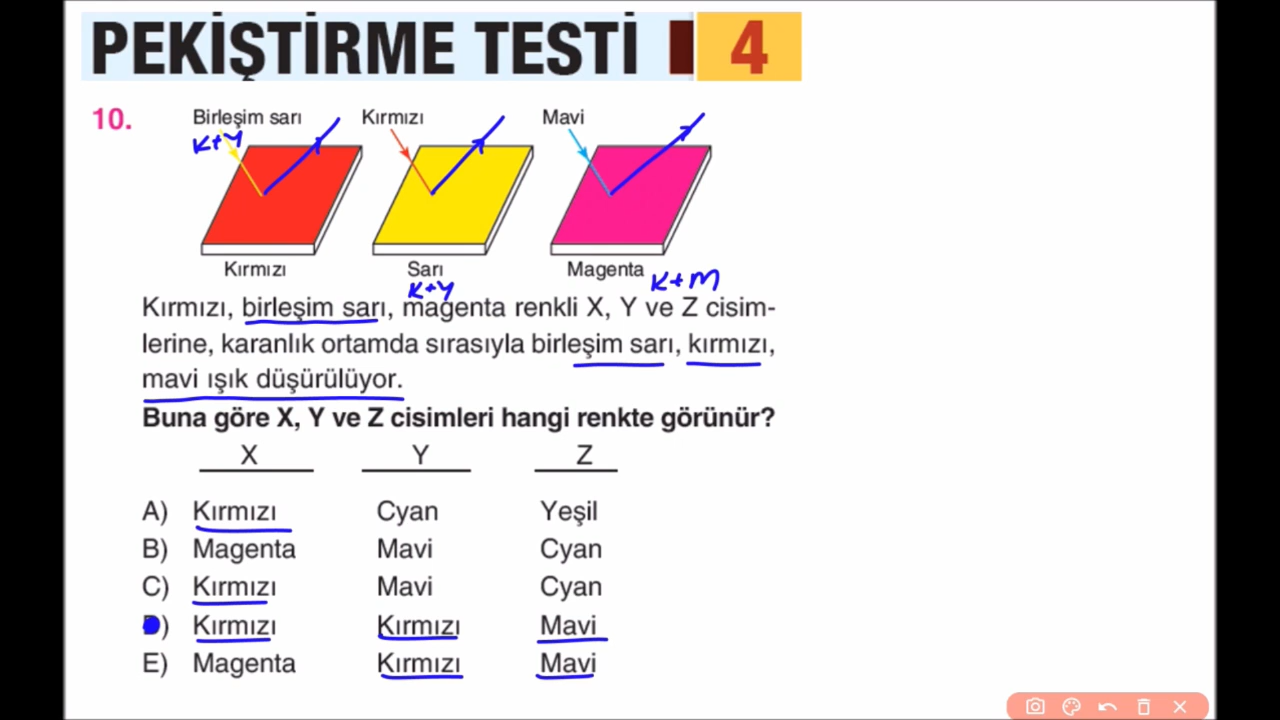 PEKİŞTİRME TESTİ 4
10. Birleşim sarı Kırmızı Mavi
K+Y
Kırmızı Sarı Magenta K+M
K+Y
Kırmızı, birleşim sarı, magenta renkli X, Y ve Z cisim-
lerine, karanlık ortamda sırasıyla birleşim sarı, kırmızı,
mavi ışık düşürülüyor.
Buna göre X, Y ve Z cisimleri hangi renkte görünür?
X Y Z
A) Kırmızı Cyan Yeşil
B) Magenta Mavi Cyan
C) Kırmızı Mavi Cyan
D) Kırmızı Kırmızı Mavi
E) Magenta Kırmızı Mavi